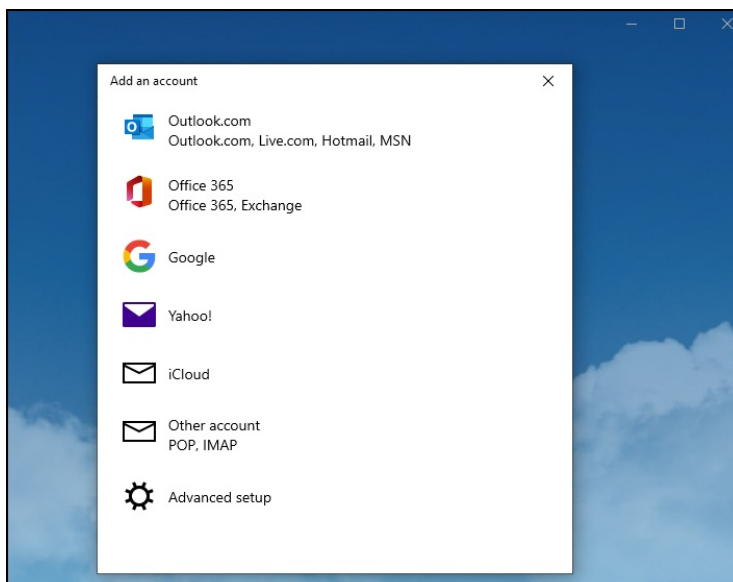 Add an account
Outlook.com
Outlook.com, Live.com, Hotmail, MSN
Office 365
Office 365, Exchange
Google
Yahoo!
iCloud
Other account
POP, IMAP
Advanced setup